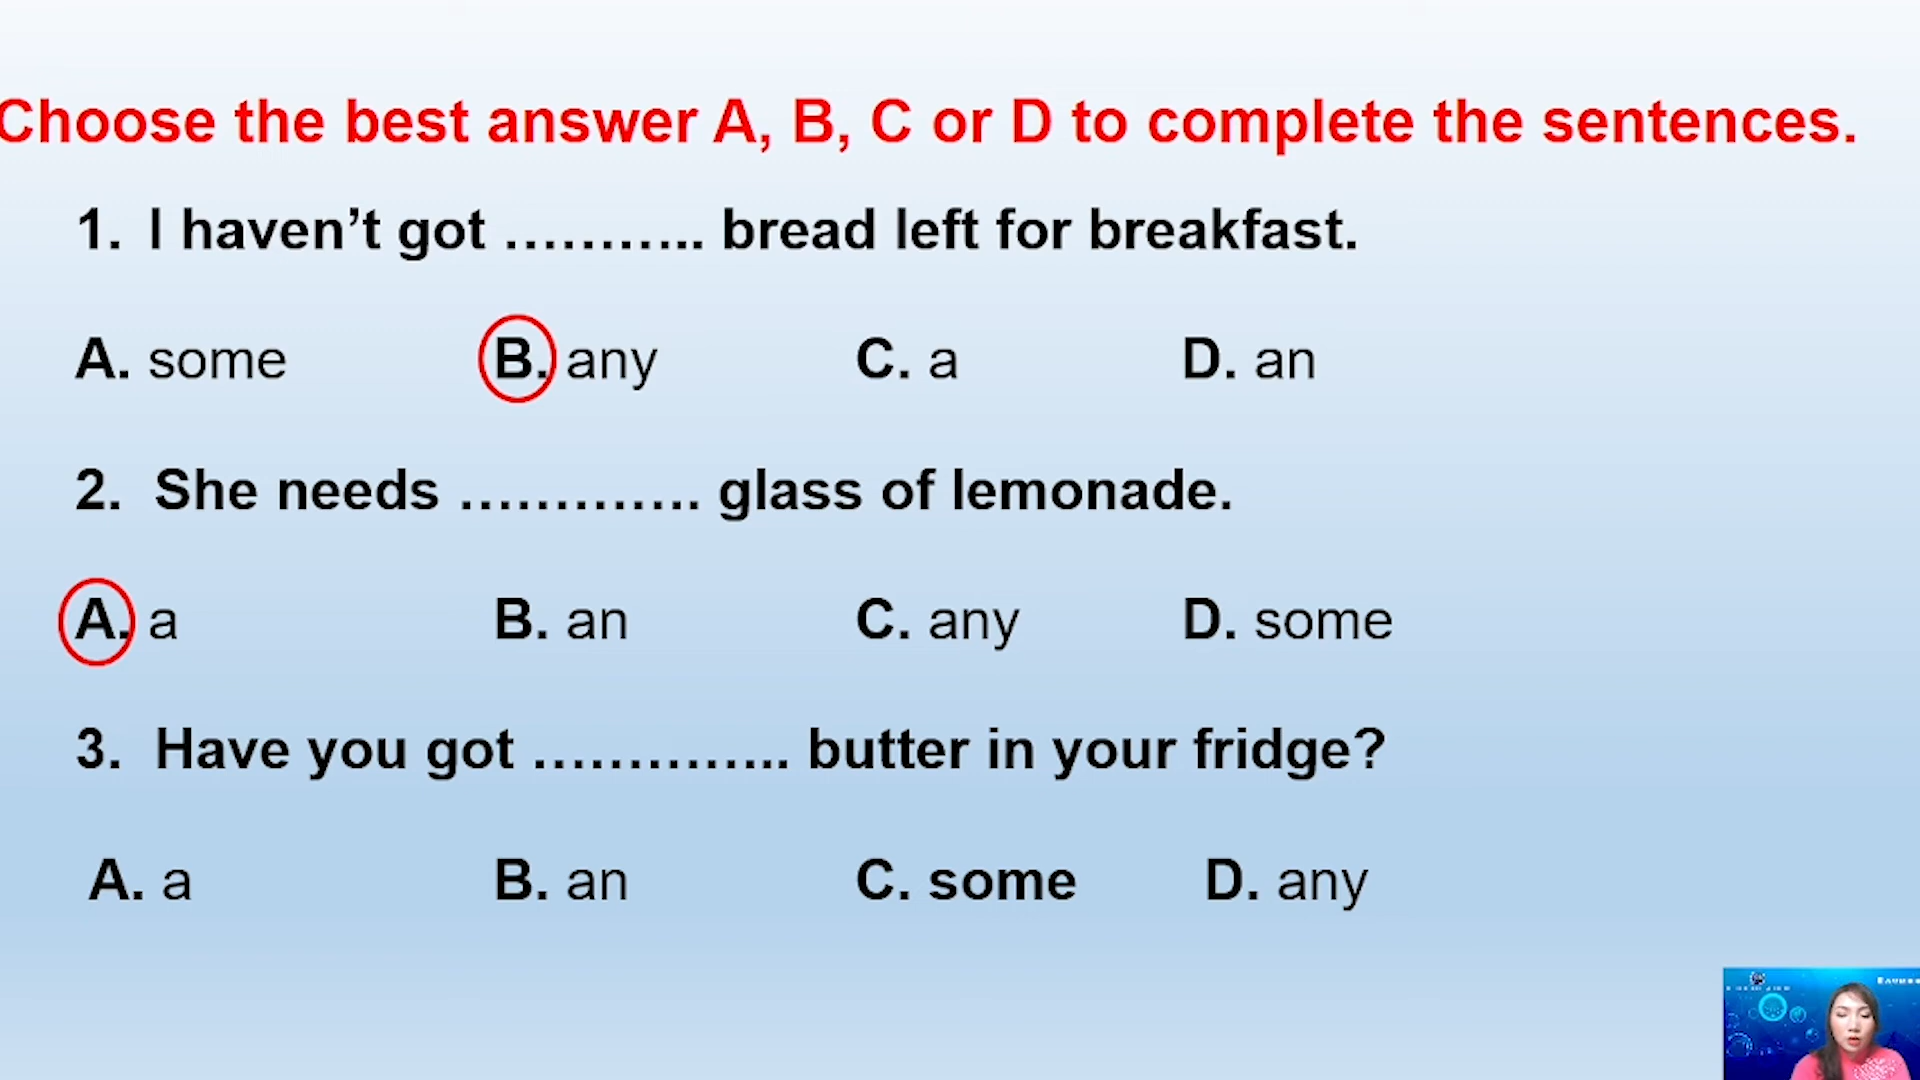 Choose the best answer A, B, C or D to complete the sentences.
1. I haven’t got ……….. bread left for breakfast.
A. some B. any C. a D. an
2. She needs …………. glass of lemonade.
A. a B. an C. any D. some
3. Have you got ………….. butter in your fridge?
A. a B. an C. some D. any